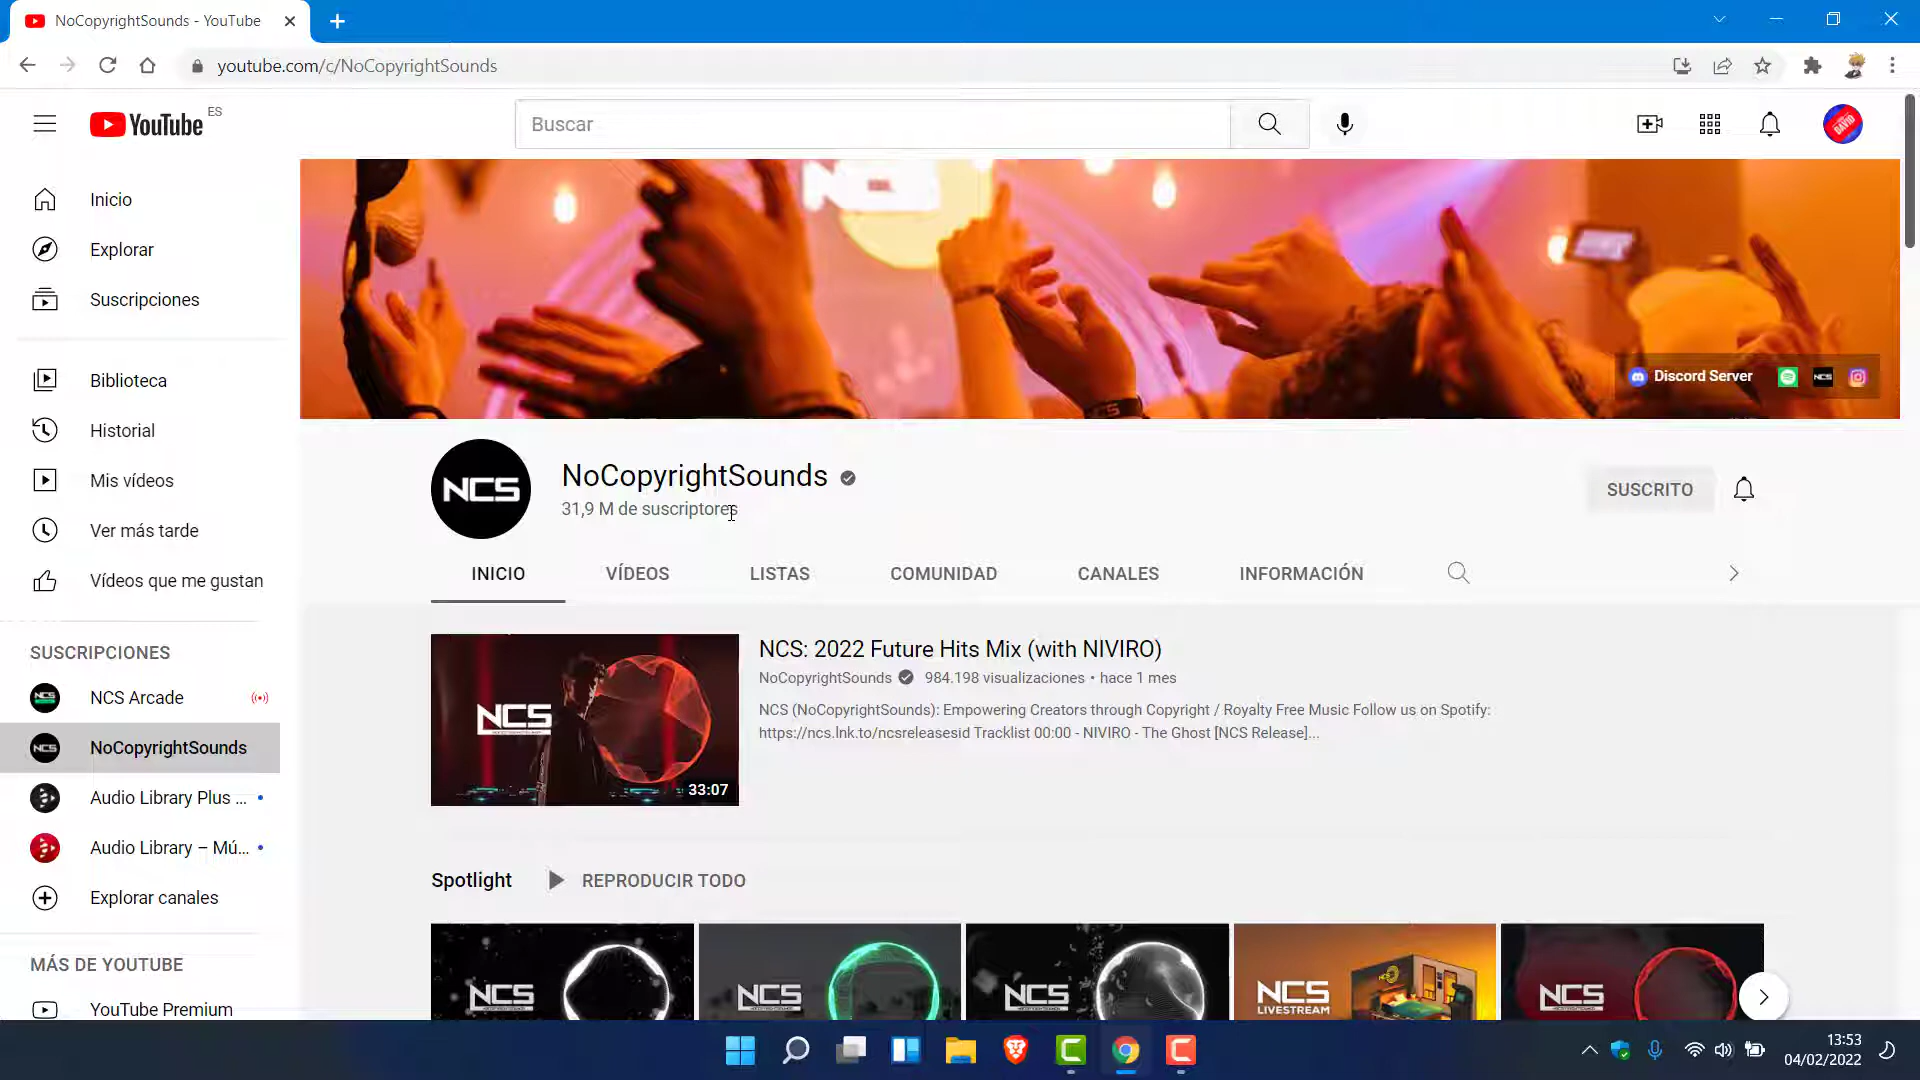 NoCopyrightSounds - YouTube
youtube.com/c/NoCopyrightSounds
YouTube ES
Buscar
DAVID
Inicio
Explorar
Suscripciones
Biblioteca
Historial
Mis vídeos
Ver más tarde
Vídeos que me gustan
SUSCRIPCIONES
NCS Arcade
NoCopyrightSounds
Audio Library Plus ...
Audio Library – Mú...
Explorar canales
MÁS DE YOUTUBE
YouTube Premium
NCS
Discord Server
NCS
NCS
NoCopyrightSounds
31,9 M de suscriptores
SUSCRITO
INICIO
VÍDEOS
LISTAS
COMUNIDAD
CANALES
INFORMACIÓN
NCS
33:07
NCS: 2022 Future Hits Mix (with NIVIRO)
NoCopyrightSounds 984.198 visualizaciones • hace 1 mes
NCS (NoCopyrightSounds): Empowering Creators through Copyright / Royalty Free Music Follow us on Spotify:
https://ncs.lnk.to/ncsreleasesid Tracklist 00:00 - NIVIRO - The Ghost [NCS Release]...
Spotlight
REPRODUCIR TODO
NCS
NCS
NCS
NCS
LIVESTREAM
NCS
13:53
04/02/2022